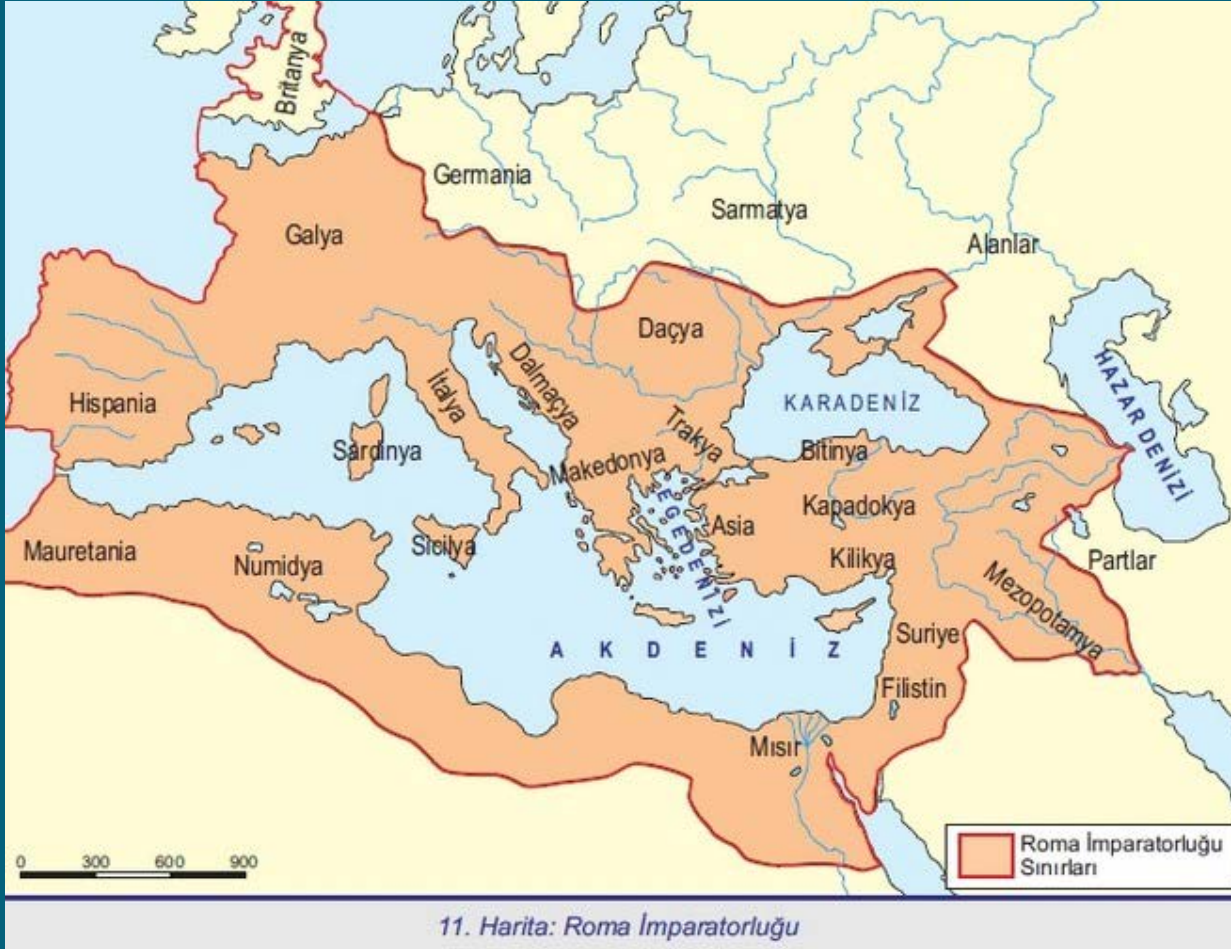 Britanya
Germania
Sarmatya
Galya
Alanlar
Daçya
Dalmaçya
HAZAR DENİZİ
İtalya
Hispania
KARADENİZ
Trakya
Bitinya
Sardinya
Makedonya
EGEDENİZİ
Kapadokya
Asia
Mauretania
Numidya
Sicilya
Kilikya
Partlar
Mezopotamya
Suriye
AKDENİZ
Filistin
Mısır
0 300 600 900
Roma İmparatorluğu
Sınırları
11. Harita: Roma İmparatorluğu